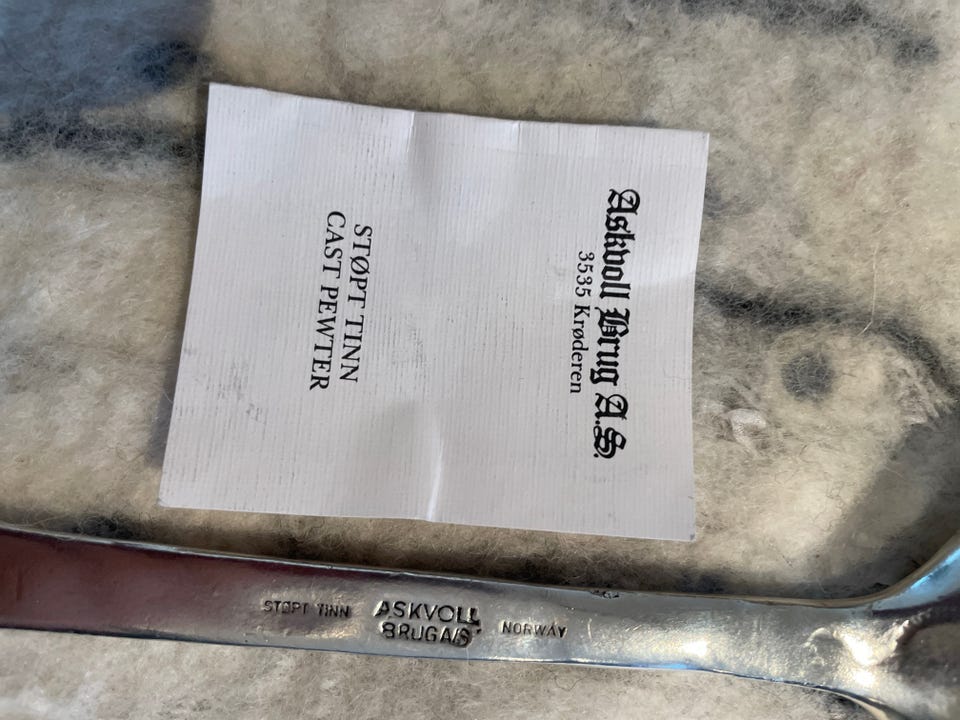 Askvoll Brug A.S.
3535 Krøderen
STØPT TINN
CAST PEWTER
STØPT TINN
ASKVOLL
BRUG A/S
NORWAY